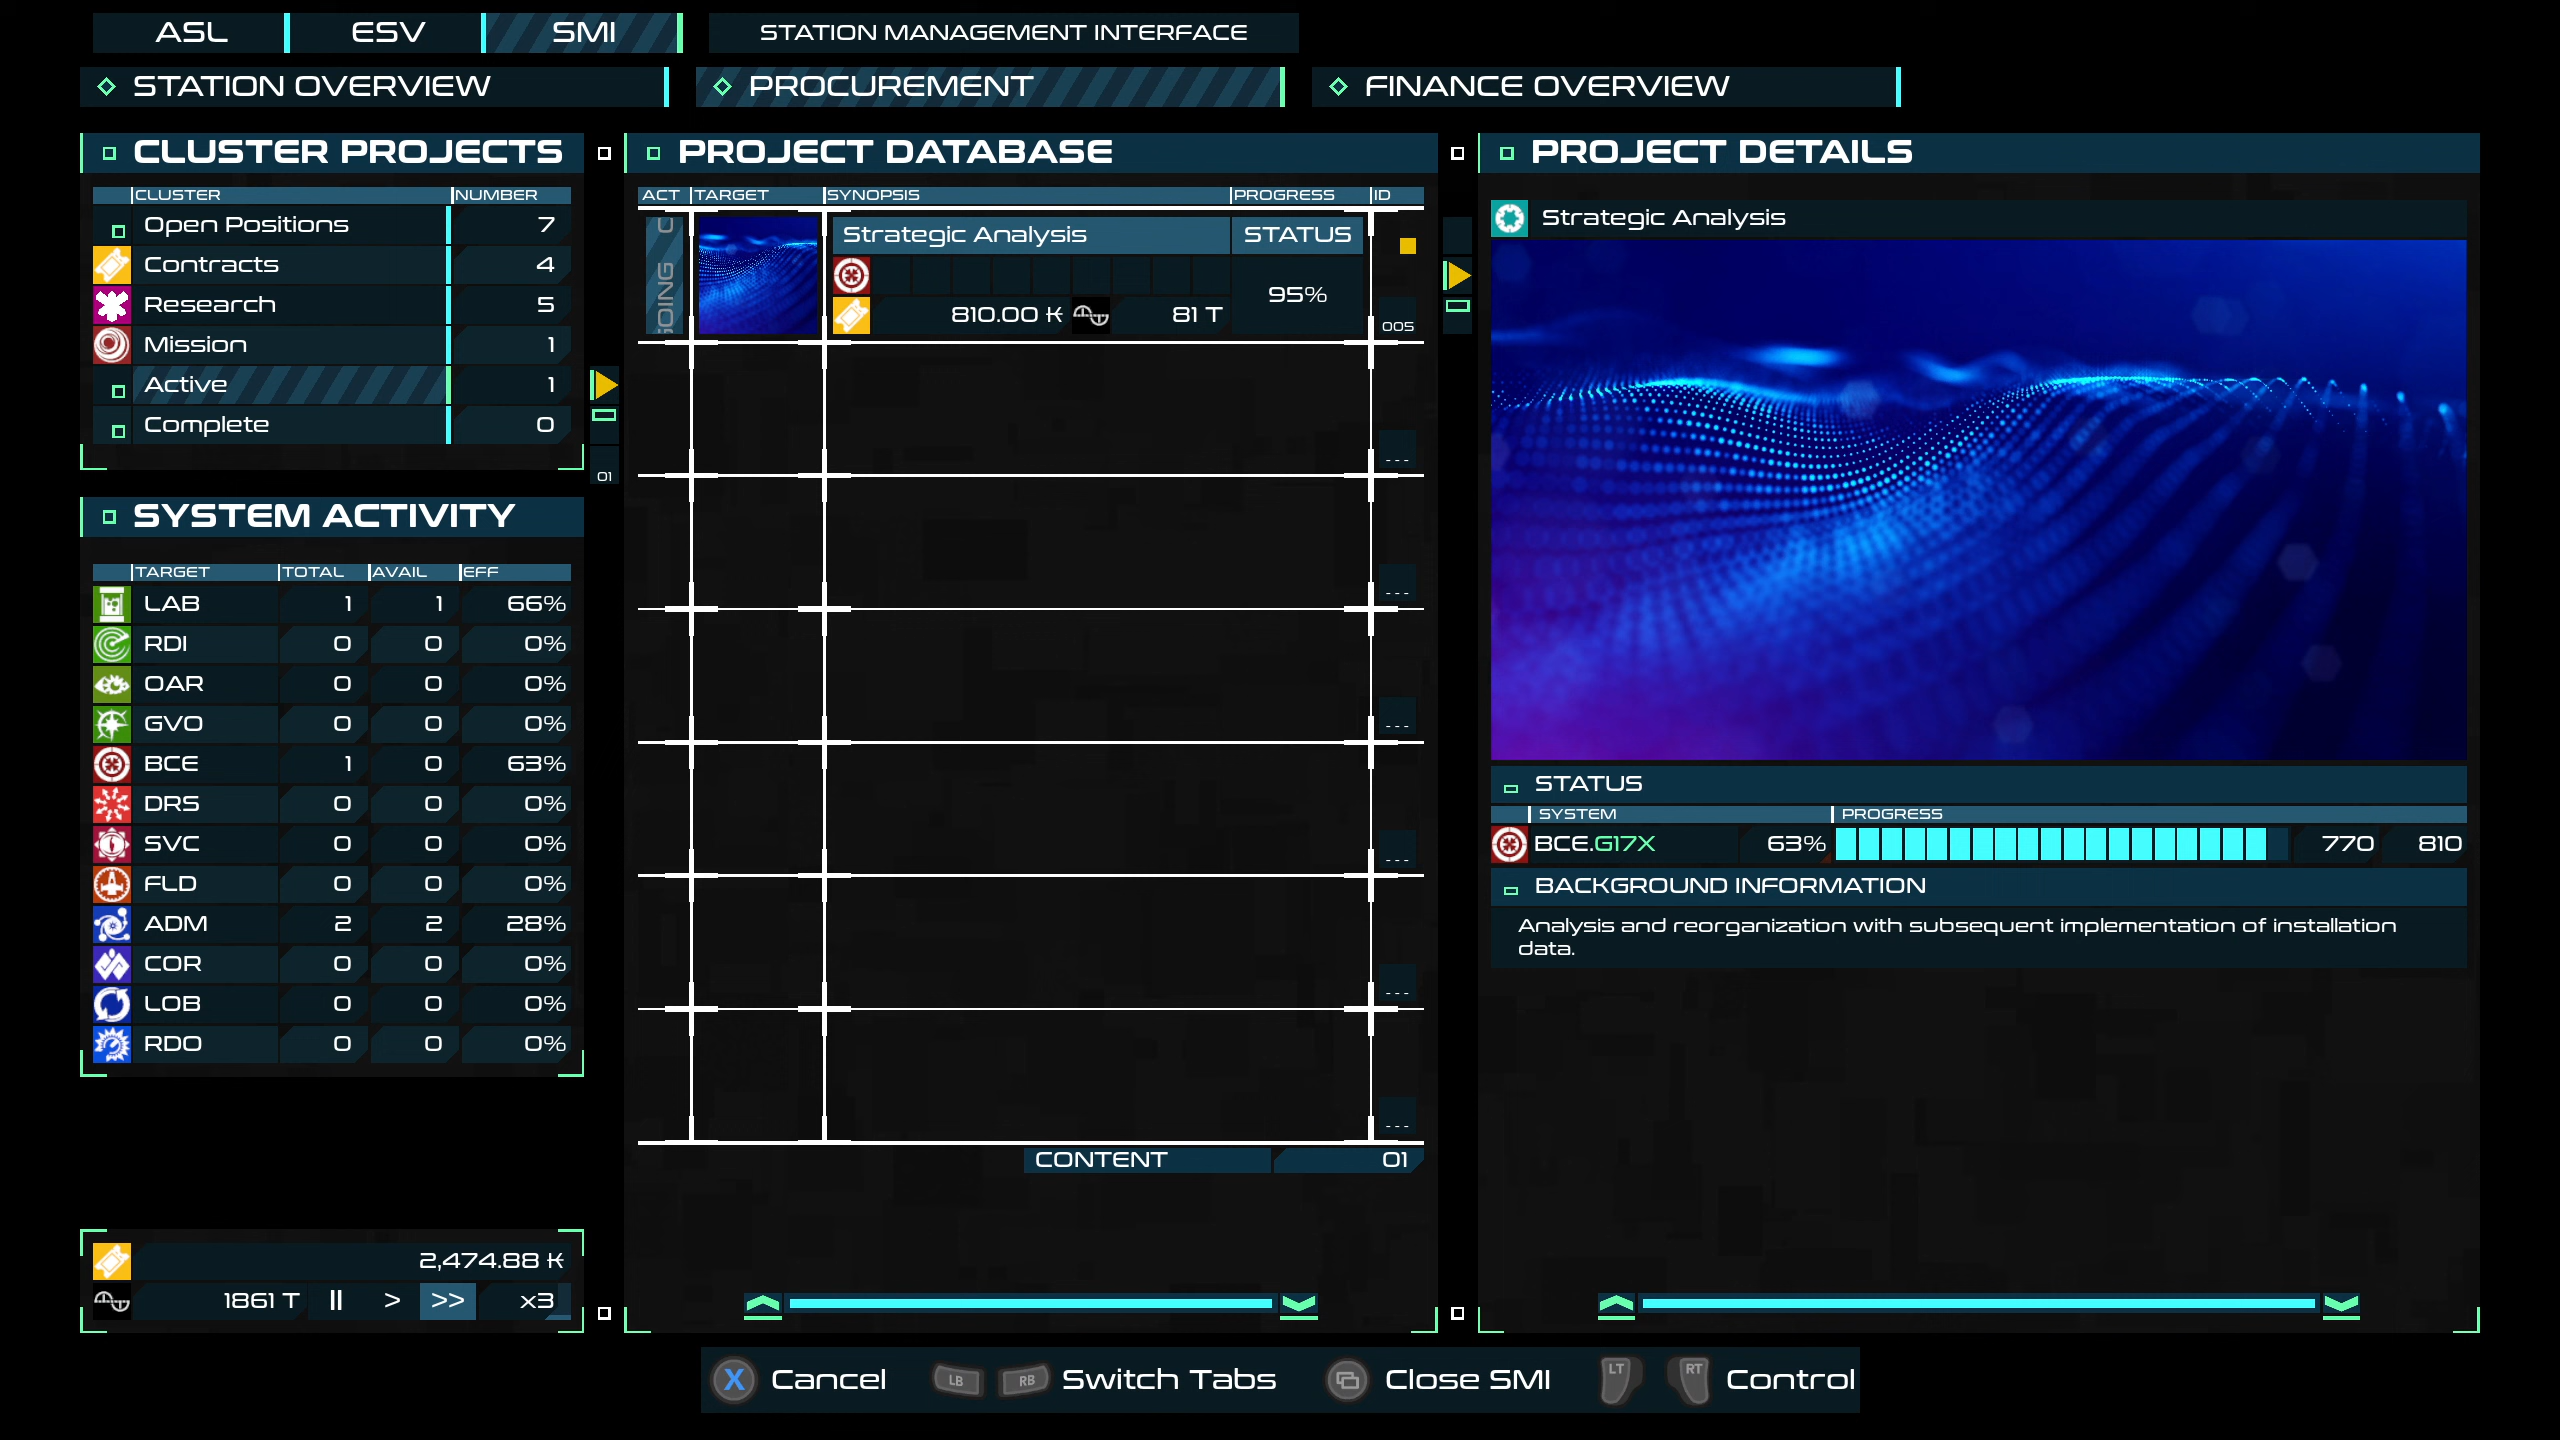 ASL ESV SMI STATION MANAGEMENT INTERFACE
STATION OVERVIEW PROCUREMENT FINANCE OVERVIEW
CLUSTER PROJECTS
CLUSTER NUMBER
Open Positions 7
Contracts 4
Research 5
Mission 1
Active 1
Complete 0
01
SYSTEM ACTIVITY
TARGET TOTAL AVAIL EFF
LAB 1 1 66%
RDI 0 0 0%
OAR 0 0 0%
GVO 0 0 0%
BCE 1 0 63%
DRS 0 0 0%
SVC 0 0 0%
FLD 0 0 0%
ADM 2 2 28%
COR 0 0 0%
LOB 0 0 0%
RDO 0 0 0%
2,474.88 K
1861 T || > >> x3
PROJECT DATABASE
ACT TARGET SYNOPSIS PROGRESS ID
Strategic Analysis STATUS
95%
810.00 K 81 T
005
---
---
---
---
---
---
CONTENT 01
PROJECT DETAILS
Strategic Analysis
STATUS
SYSTEM PROGRESS
BCE.G17X 63% 770 810
BACKGROUND INFORMATION
Analysis and reorganization with subsequent implementation of installation
data.
X Cancel LB RB Switch Tabs Close SMI LT RT Control